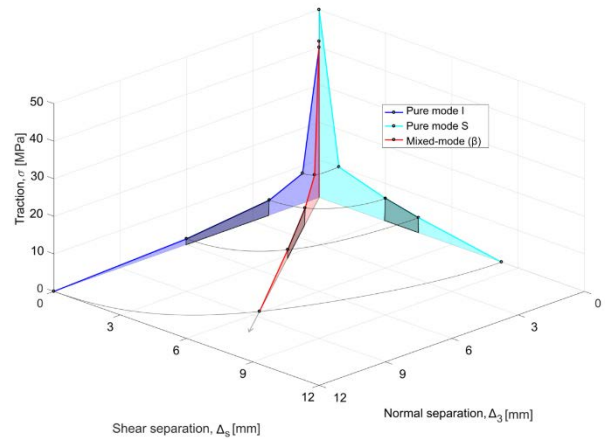 Traction, σ [MPa]
50
40
30
20
10
0
0
3
6
9
12
Shear separation, Δs [mm]
12
9
6
3
0
Normal separation, Δ3 [mm]
Pure mode I
Pure mode S
Mixed-mode (β)